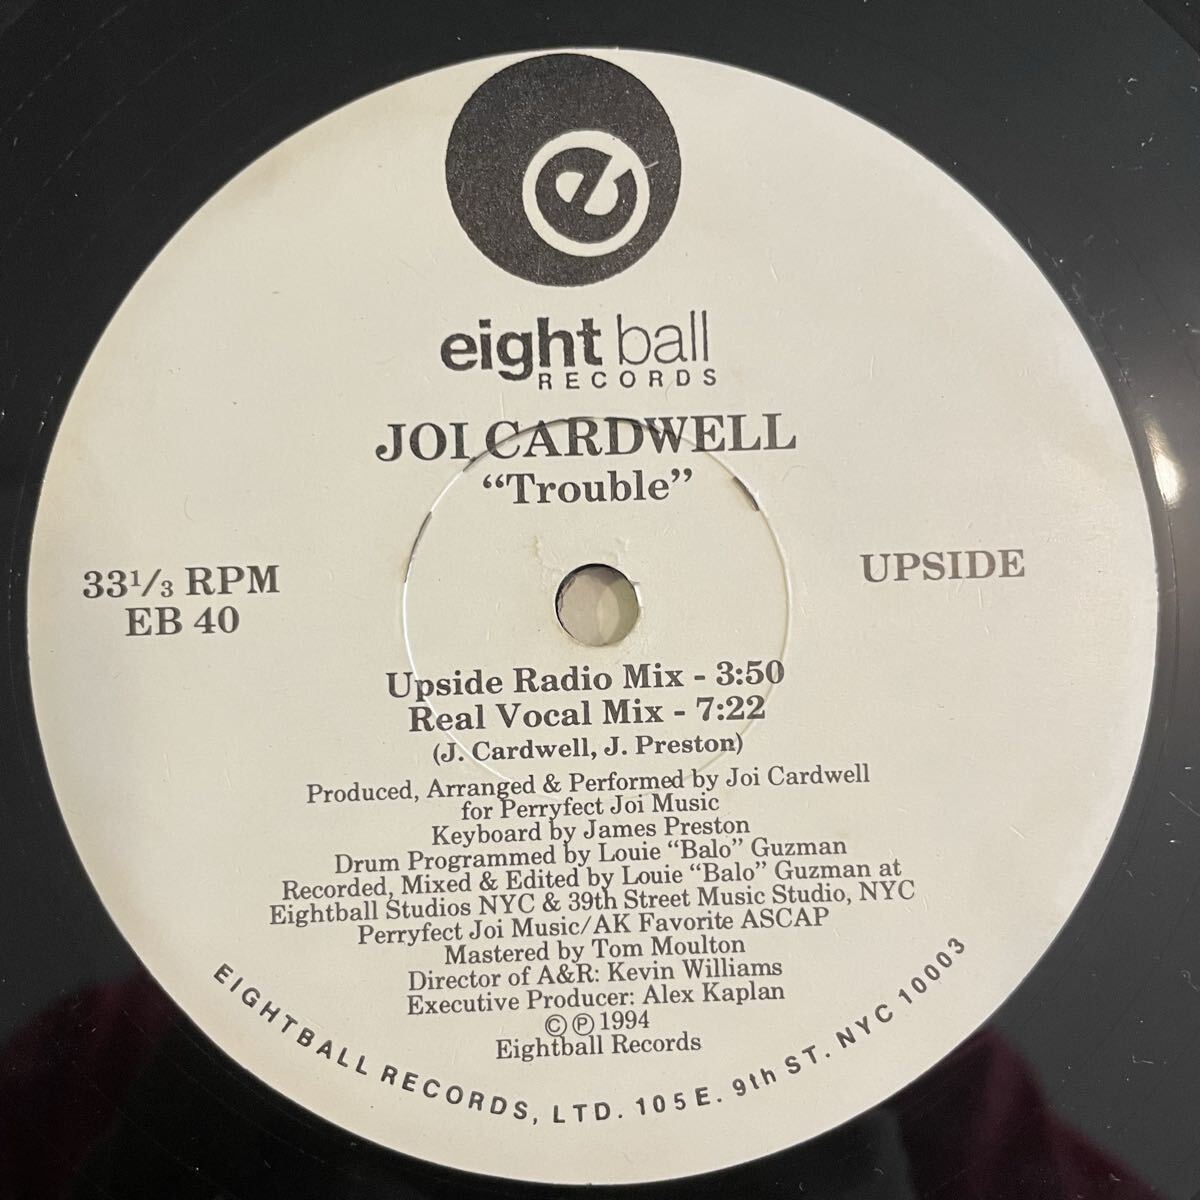 e
eight ball
RECORDS
JOI CARDWELL
“Trouble”
33 1/3 RPM
EB 40
UPSIDE
Upside Radio Mix - 3:50
Real Vocal Mix - 7:22
(J. Cardwell, J. Preston)
Produced, Arranged & Performed by Joi Cardwell
for Perryfect Joi Music
Keyboard by James Preston
Drum Programmed by Louie “Balo” Guzman
Recorded, Mixed & Edited by Louie “Balo” Guzman at
Eightball Studios NYC & 39th Street Music Studio, NYC
Perryfect Joi Music/AK Favorite ASCAP
Mastered by Tom Moulton
Director of A&R: Kevin Williams
Executive Producer: Alex Kaplan
©℗ 1994
Eightball Records
EIGHTBALL RECORDS, LTD. 105 E. 9th ST. NYC 10003